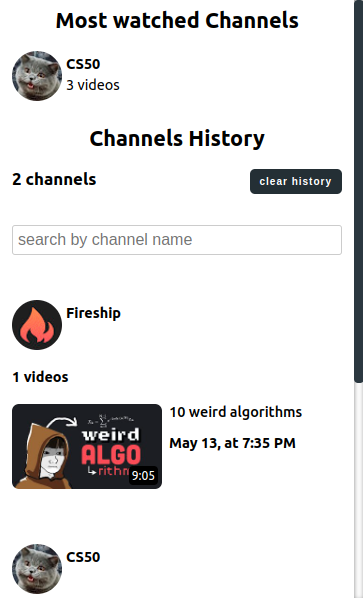 Most watched Channels
CS50
3 videos
Channels History
2 channels
clear history
search by channel name
Fireship
1 videos
weird
ALGO
rithm
9:05
10 weird algorithms
May 13, at 7:35 PM
CS50